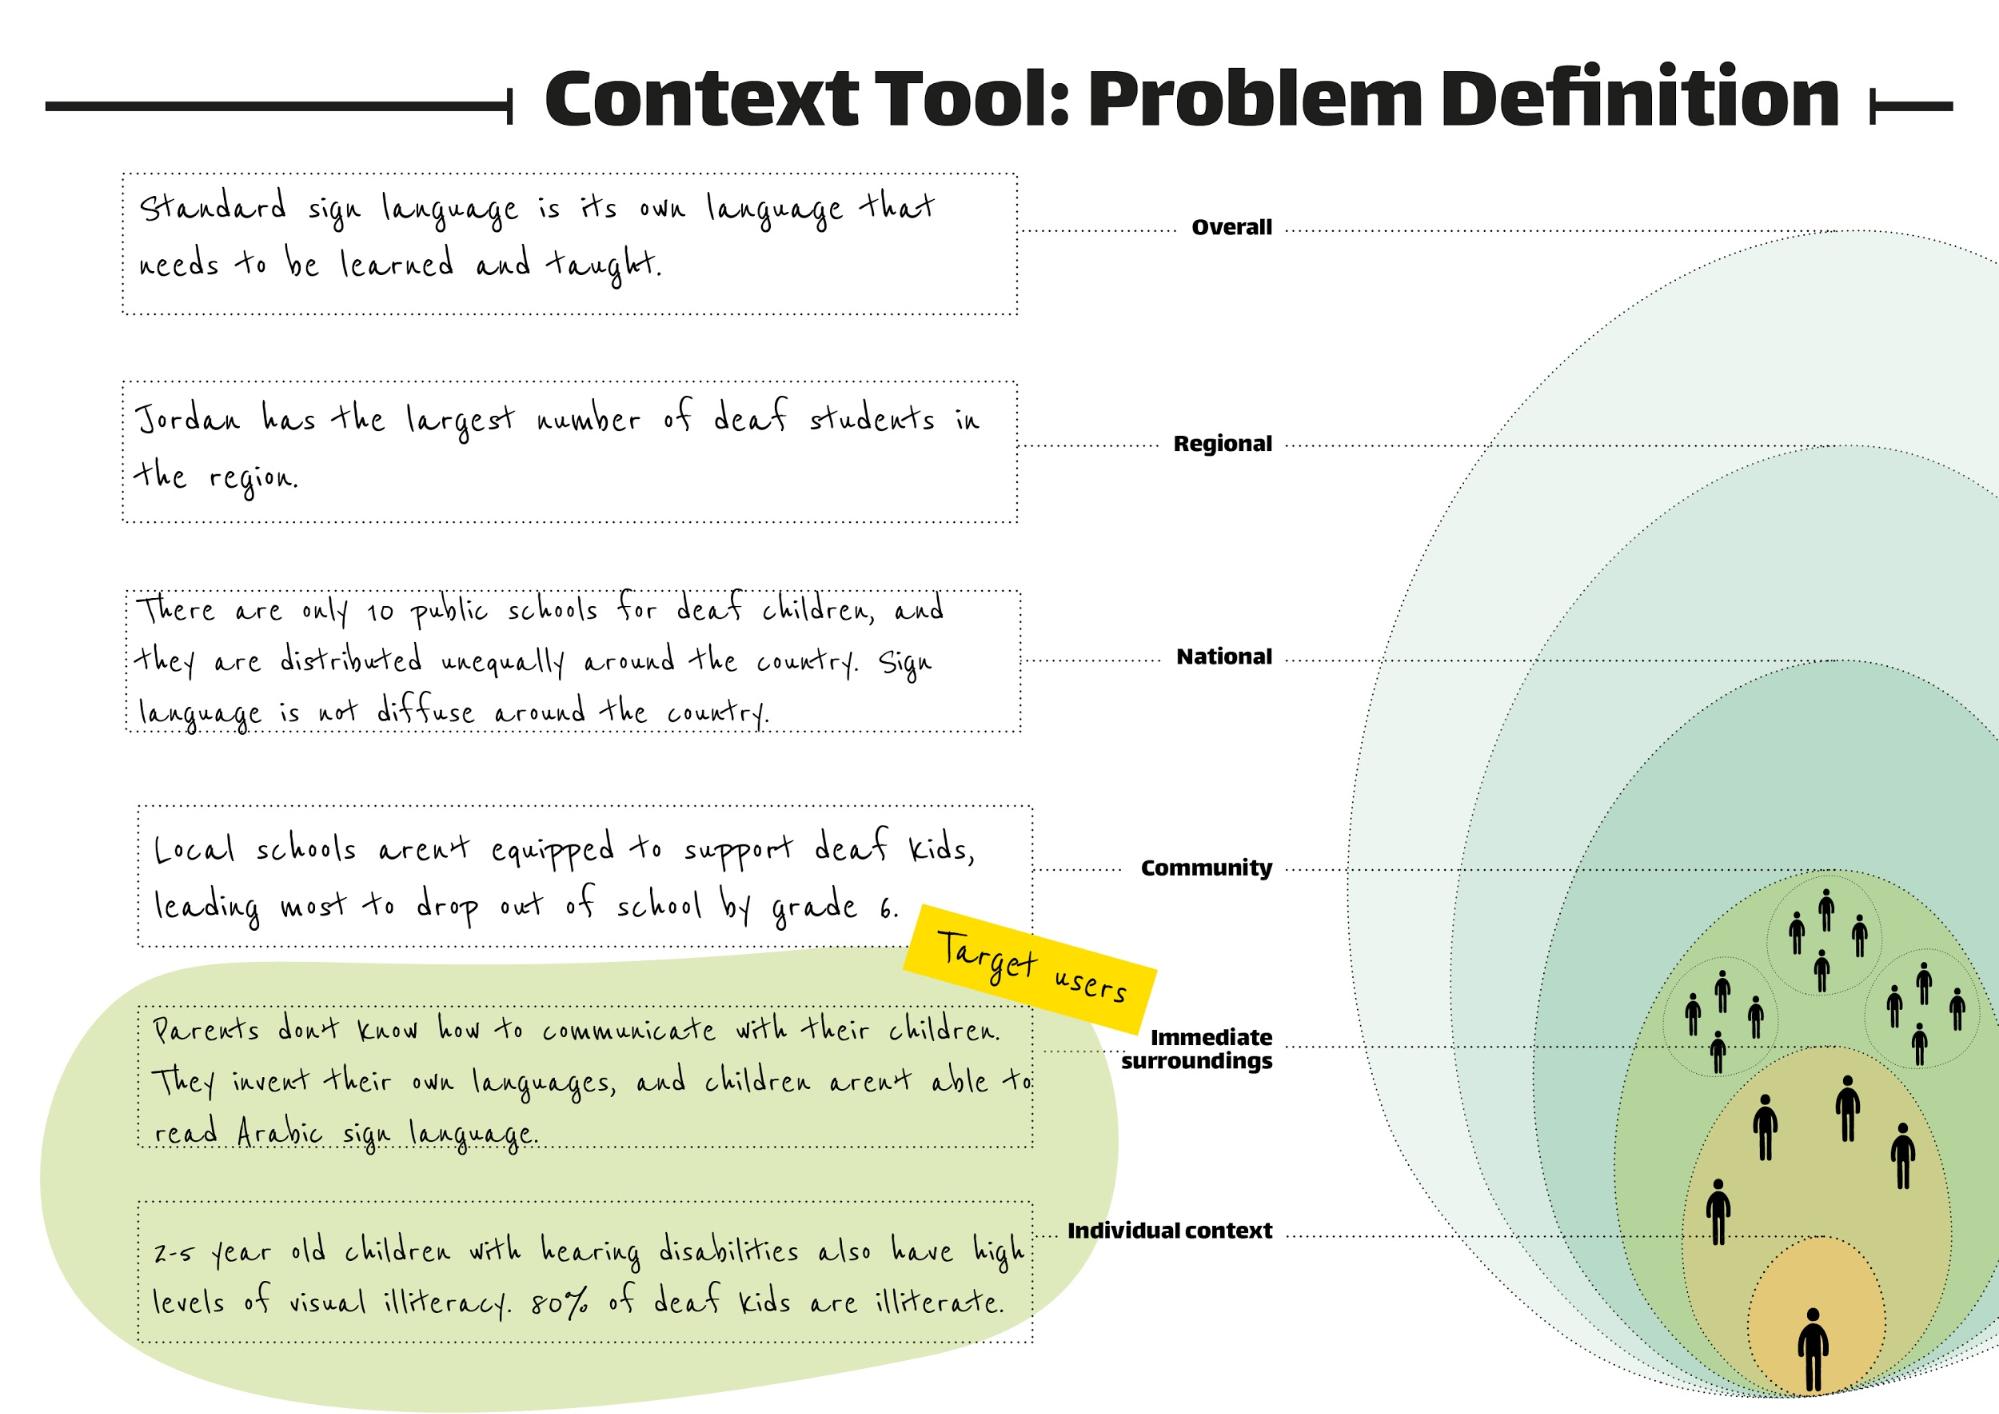 Context Tool: Problem Definition
Standard sign language is its own language that
needs to be learned and taught.
Overall
Jordan has the largest number of deaf students in
the region.
Regional
There are only 10 public schools for deaf children, and
they are distributed unequally around the country. Sign
language is not diffuse around the country.
National
Local schools aren't equipped to support deaf kids,
leading most to drop out of school by grade 6.
Community
Target users
Parents don't know how to communicate with their children.
They invent their own languages, and children aren't able to
read Arabic sign language.
Immediate
surroundings
2-5 year old children with hearing disabilities also have high
levels of visual illiteracy. 80% of deaf kids are illiterate.
Individual context